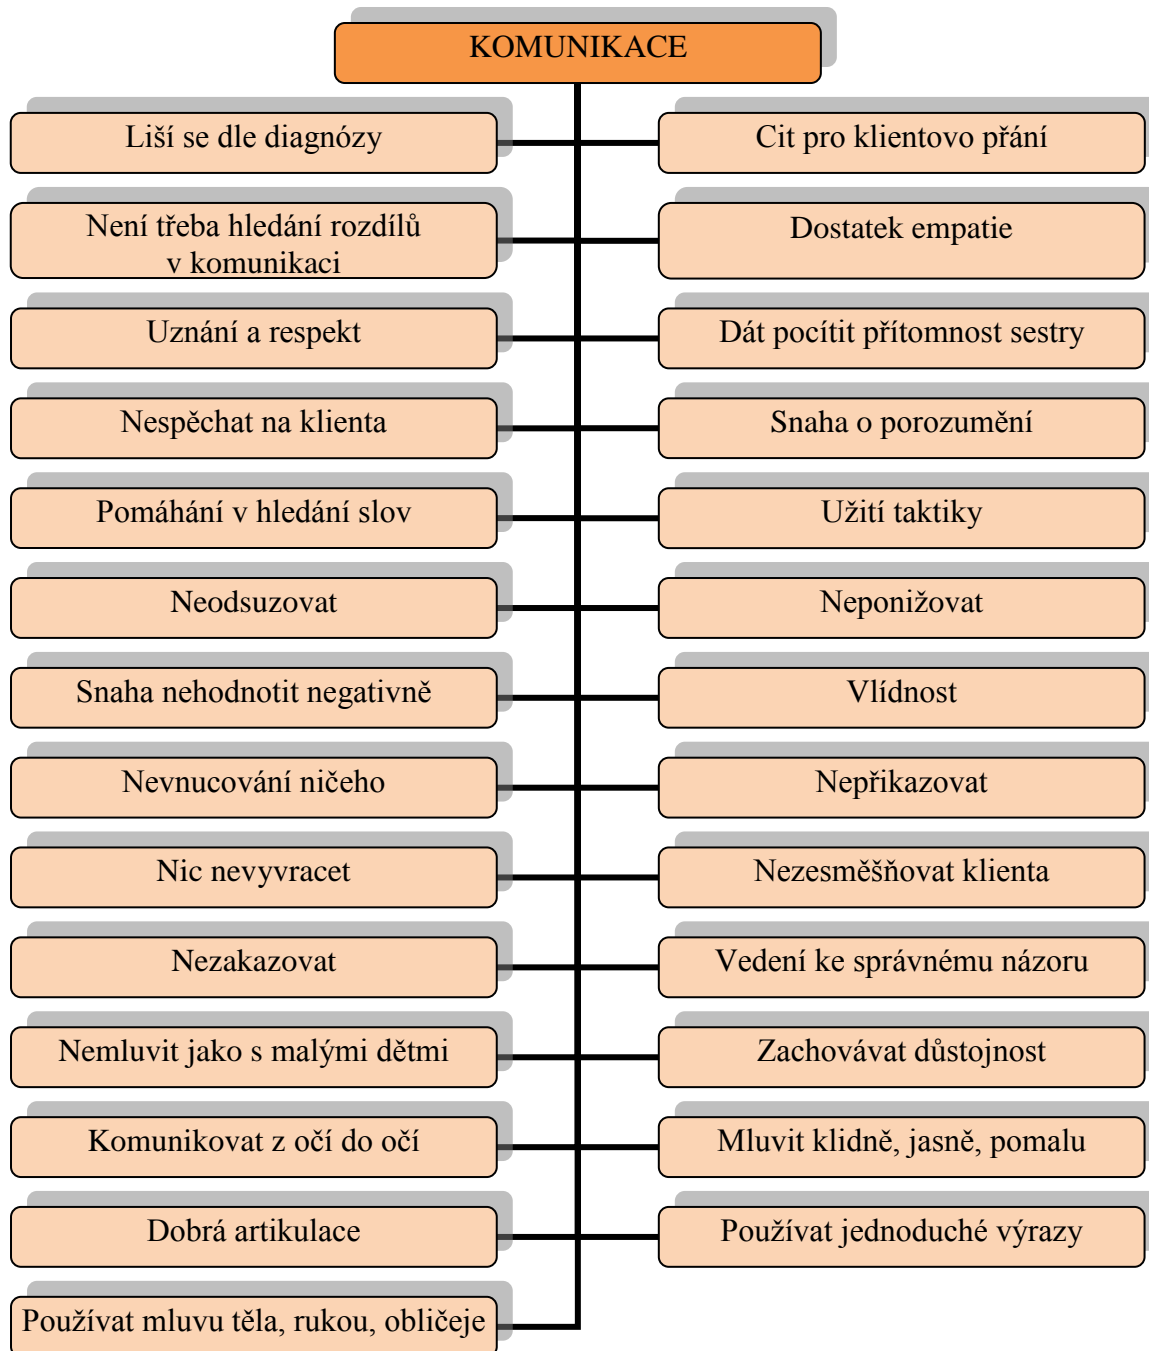 KOMUNIKACE
Liší se dle diagnózy
Cit pro klientovo přání
Není třeba hledání rozdílů
v komunikaci
Dostatek empatie
Uznání a respekt
Dát pocítit přítomnost sestry
Nespěchat na klienta
Snaha o porozumění
Pomáhání v hledání slov
Užití taktiky
Neodsuzovat
Neponižovat
Snaha nehodnotit negativně
Vlídnost
Nevnucování ničeho
Nepřikazovat
Nic nevyvracet
Nezesměšňovat klienta
Nezakazovat
Vedení ke správnému názoru
Nemluvit jako s malými dětmi
Zachovávat důstojnost
Komunikovat z očí do očí
Mluvit klidně, jasně, pomalu
Dobrá artikulace
Používat jednoduché výrazy
Používat mluvu těla, rukou, obličeje